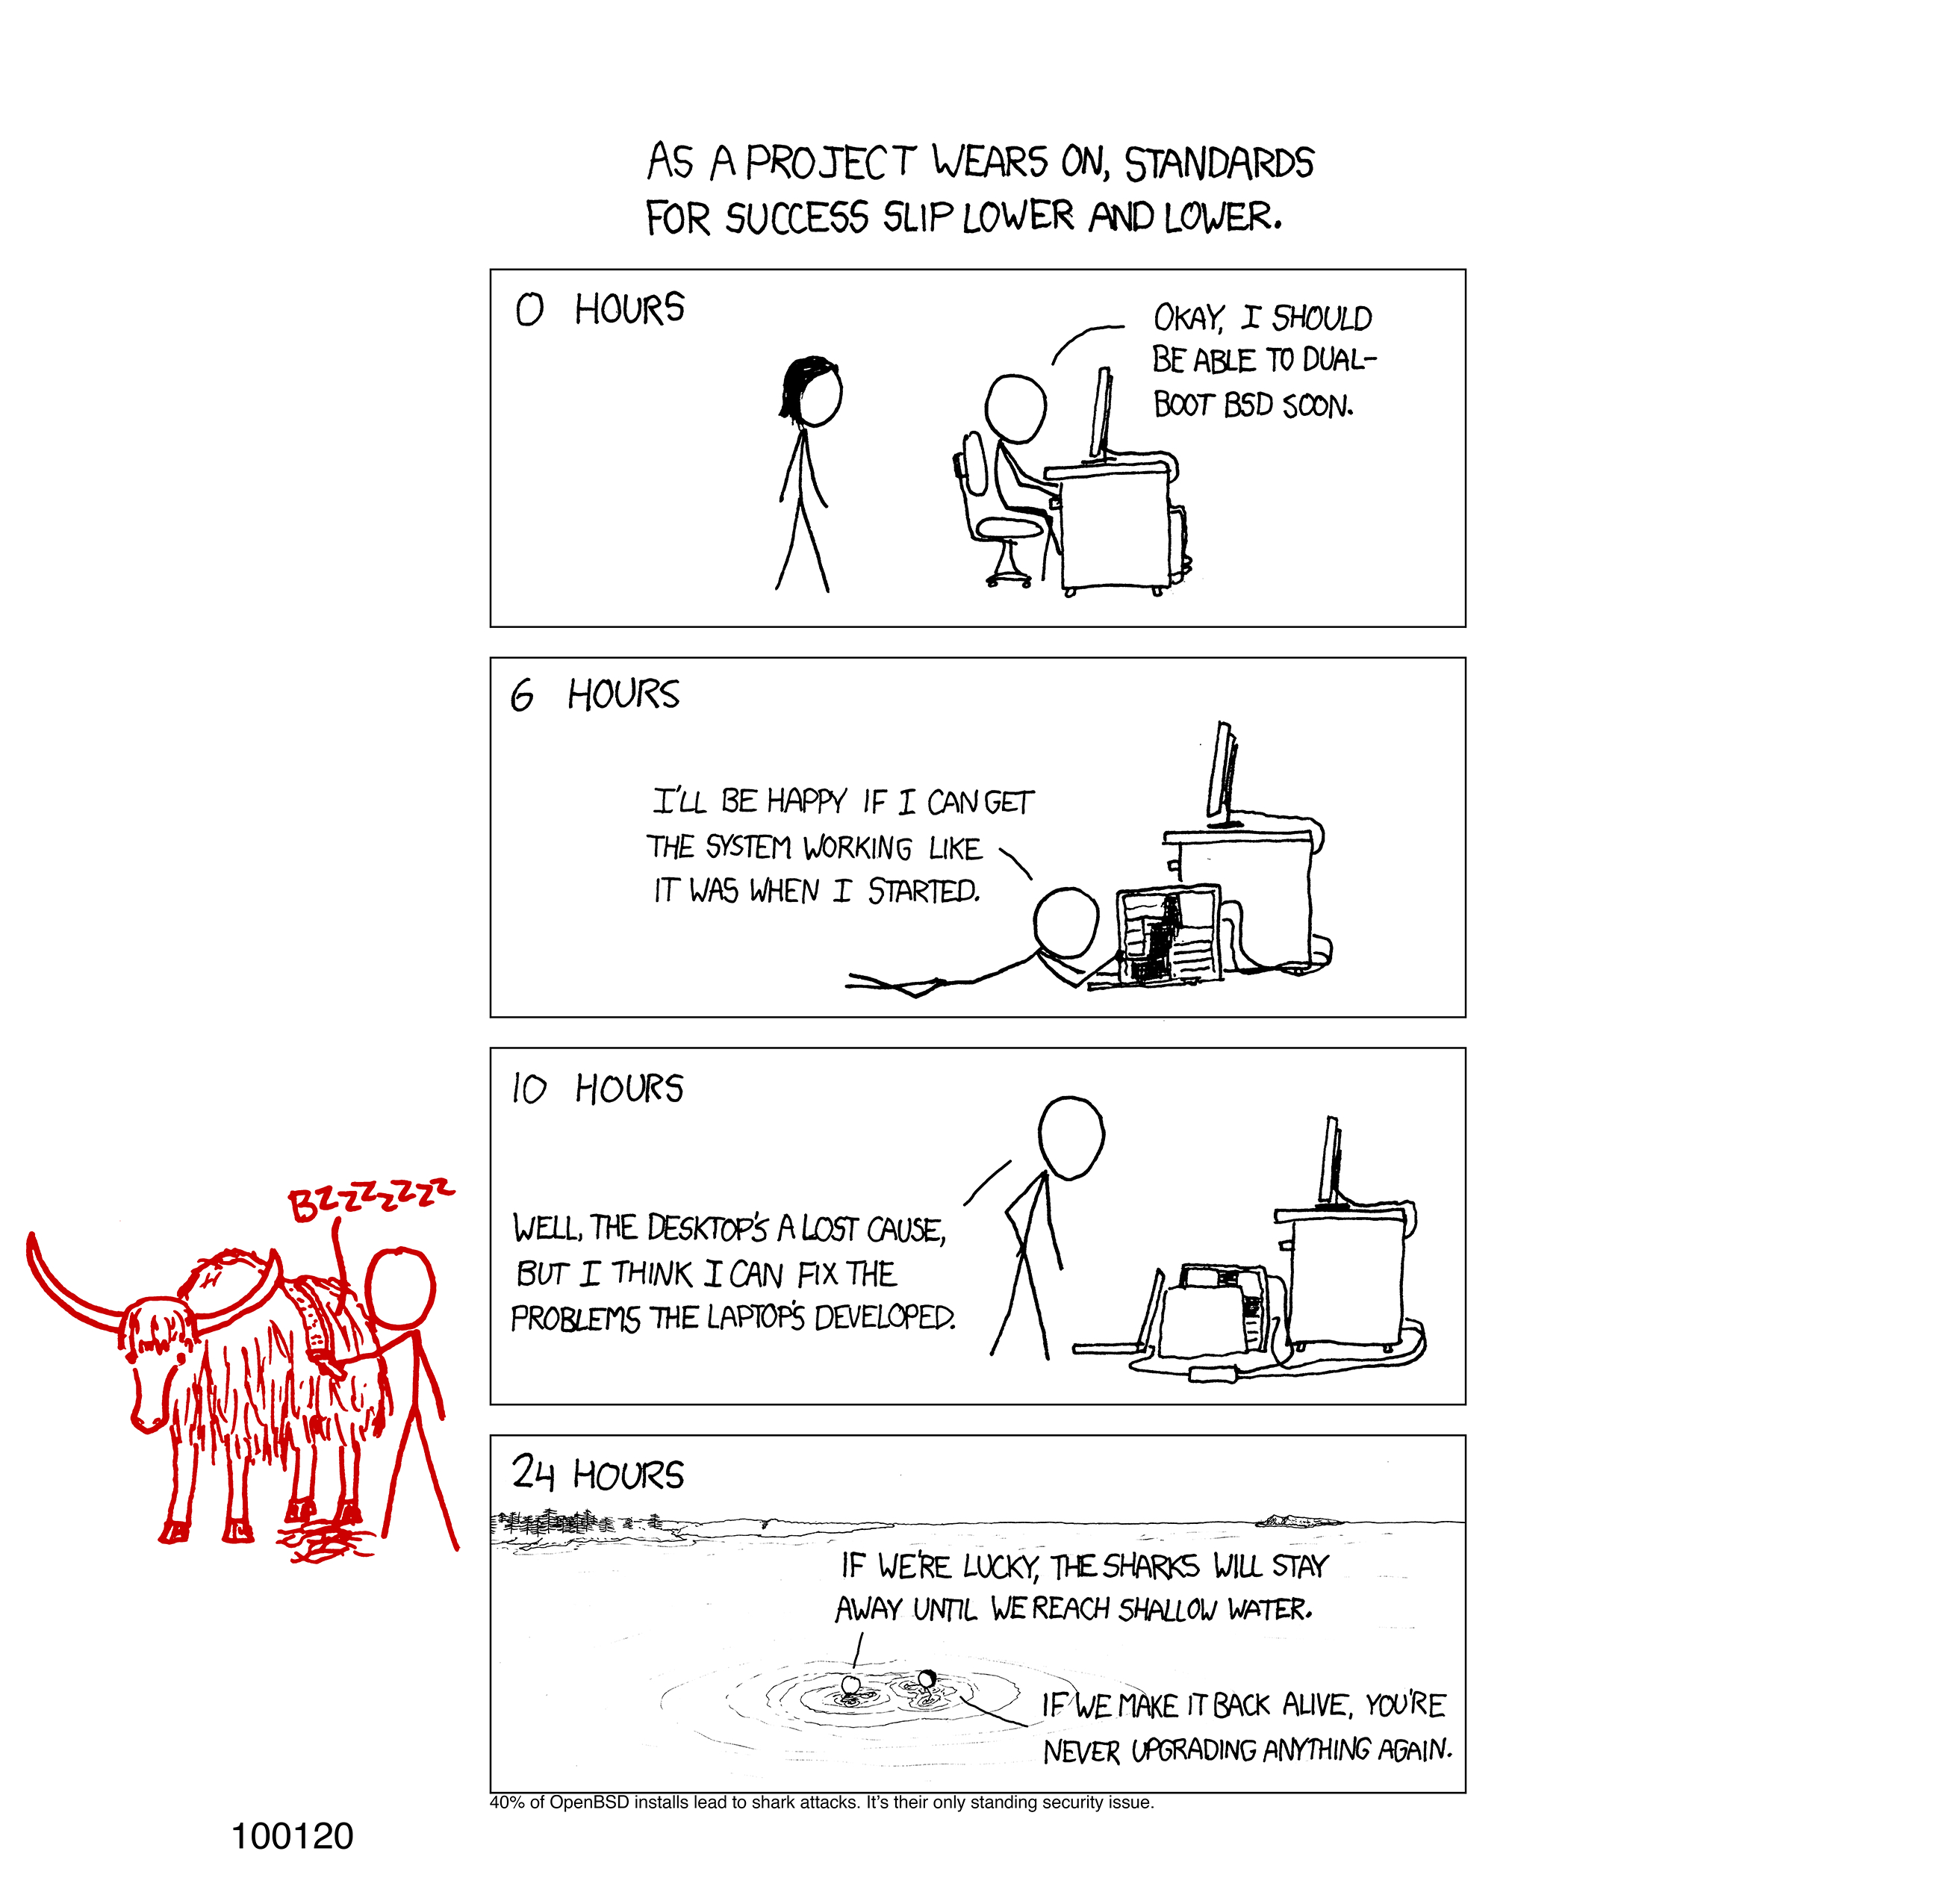 AS A PROJECT WEARS ON, STANDARDS
FOR SUCCESS SLIP LOWER AND LOWER.
0 HOURS
OKAY, I SHOULD
BE ABLE TO DUAL-
BOOT BSD SOON.
6 HOURS
I'LL BE HAPPY IF I CAN GET
THE SYSTEM WORKING LIKE
IT WAS WHEN I STARTED.
10 HOURS
WELL, THE DESKTOP'S A LOST CAUSE,
BUT I THINK I CAN FIX THE
PROBLEMS THE LAPTOP'S DEVELOPED.
BZZZZZZZ
24 HOURS
IF WE'RE LUCKY, THE SHARKS WILL STAY
AWAY UNTIL WE REACH SHALLOW WATER.
IF WE MAKE IT BACK ALIVE, YOU'RE
NEVER UPGRADING ANYTHING AGAIN.
40% of OpenBSD installs lead to shark attacks. It's their only standing security issue.
100120